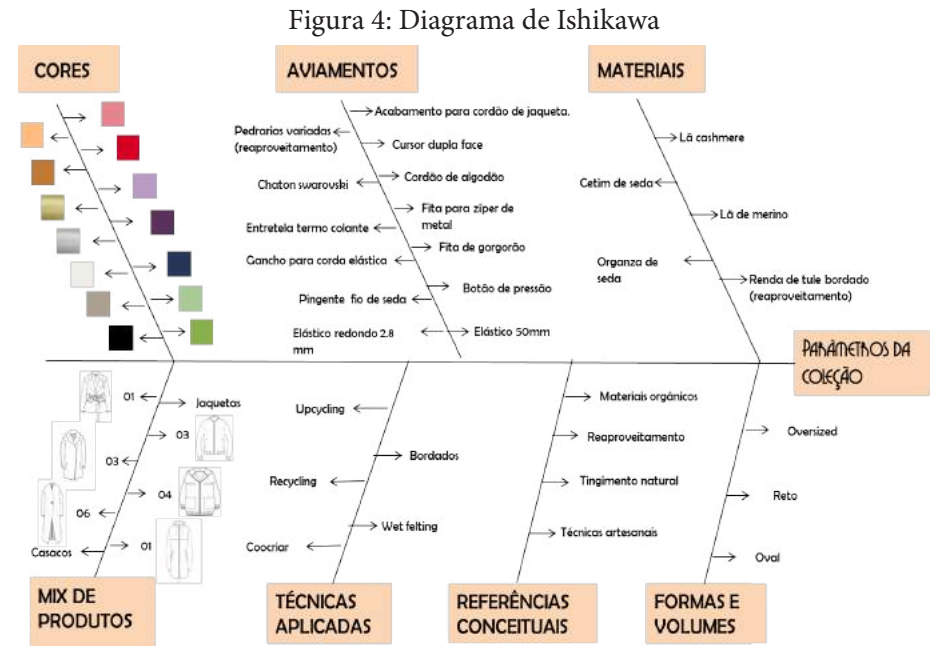 Figura 4: Diagrama de Ishikawa
CORES
AVIAMENTOS
MATERIAIS
Acabamento para cordão de jaqueta.
Pedrarias variadas
(reaproveitamento)
Cursor dupla face
Chaton swarovski
Cordão de algodão
Fita para zíper de
metal
Entretela termo colante
Fita de gorgorão
Gancho para corda elástica
Botão de pressão
Pingente fio de seda
Elástico redondo 2.8
mm
Elástico 50mm
Lã cashmere
Cetim de seda
Lã de merino
Organza de
seda
Renda de tule bordado
(reaproveitamento)
PARÂMETROS DA
COLEÇÃO
01
Jaquetas
03
03
04
06
01
Casacos
MIX DE
PRODUTOS
Upcycling
Bordados
Recycling
Wet felting
Coocriar
TÉCNICAS
APLICADAS
Materiais orgânicos
Reaproveitamento
Tingimento natural
Técnicas artesanais
REFERÊNCIAS
CONCEITUAIS
Oversized
Reto
Oval
FORMAS E
VOLUMES